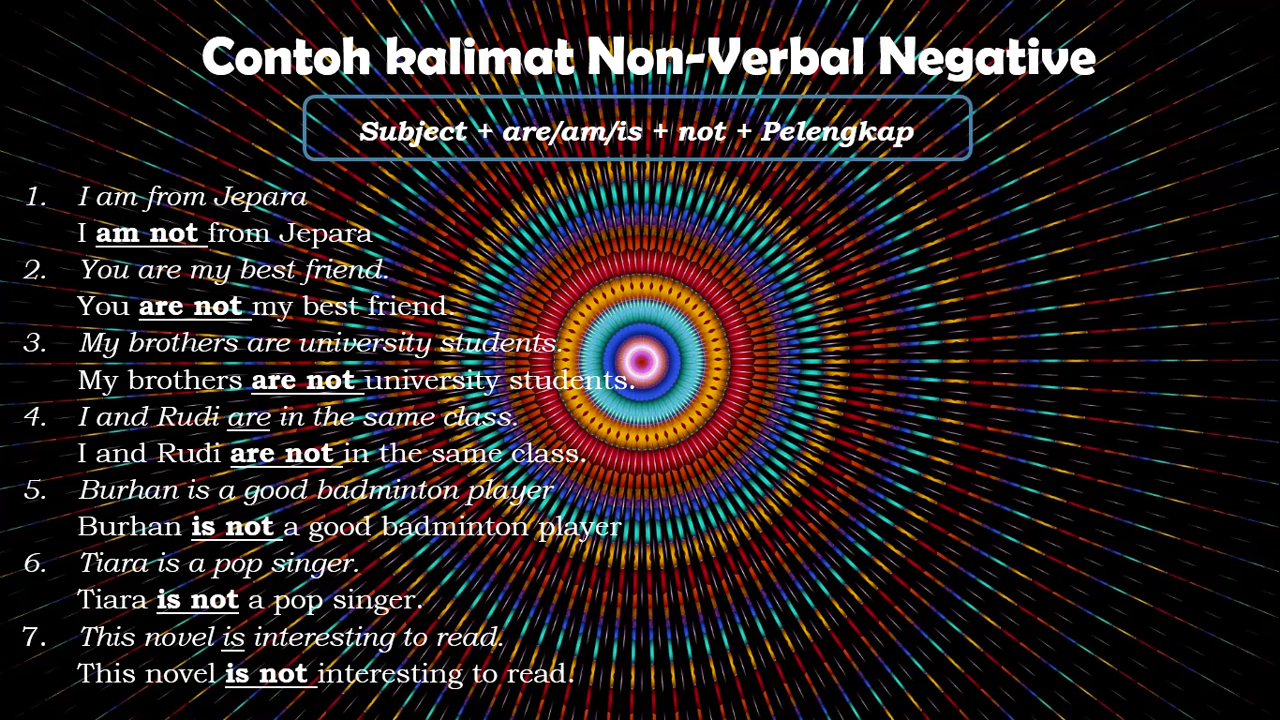 Contoh kalimat Non-Verbal Negative
Subject + are/am/is + not + Pelengkap
1. I am from Jepara
I am not from Jepara
2. You are my best friend.
You are not my best friend.
3. My brothers are university students.
My brothers are not university students.
4. I and Rudi are in the same class.
I and Rudi are not in the same class.
5. Burhan is a good badminton player
Burhan is not a good badminton player
6. Tiara is a pop singer.
Tiara is not a pop singer.
7. This novel is interesting to read.
This novel is not interesting to read.